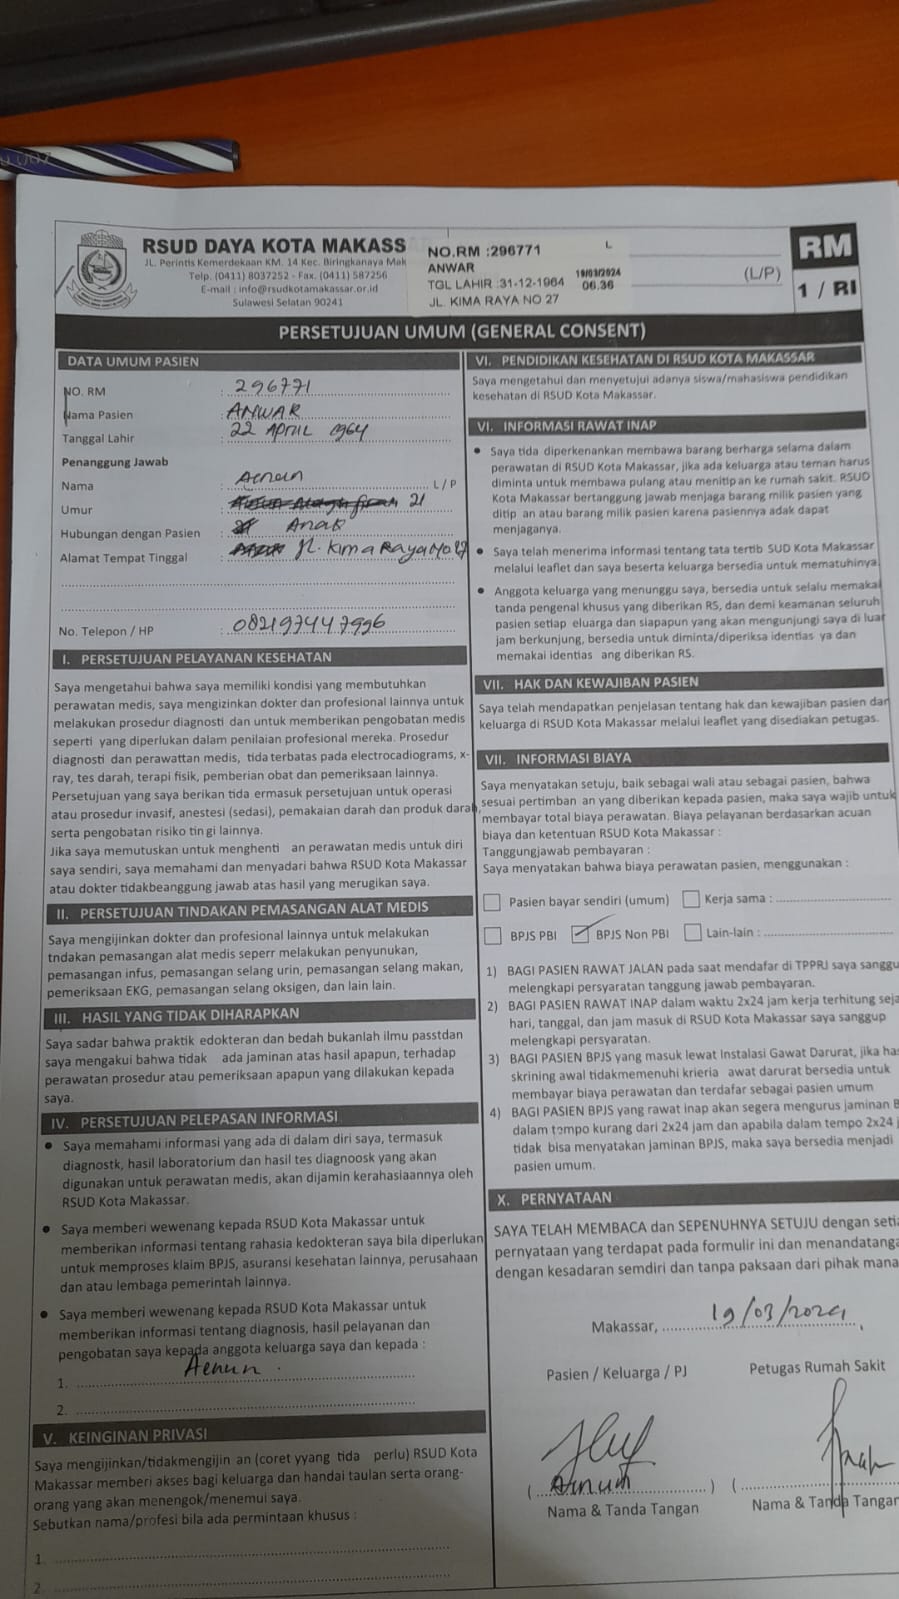 RSUD DAYA KOTA MAKASS
JL. Perintis Kemerdekaan KM. 14 Kec. Biringkanaya Mak
Telp. (0411) 8037252 - Fax. (0411) 587256
E-mail : info@rsudkotamakassar.or.id
Sulawesi Selatan 90241
NO.RM :296771 L
ANWAR
TGL LAHIR :31-12-1964
JL. KIMA RAYA NO 27
19/03/2024
06.36
(L/P)
RM
1 / RI
PERSETUJUAN UMUM (GENERAL CONSENT)
DATA UMUM PASIEN
NO. RM : 296771
Nama Pasien : ANWAR
Tanggal Lahir : 22 APRIL 1964
Penanggung Jawab
Nama : Aenun L / P
Umur : 21
Hubungan dengan Pasien : Anak
Alamat Tempat Tinggal : Jl. Kima Raya No 27
No. Telepon / HP : 082197447996
I. PERSETUJUAN PELAYANAN KESEHATAN
Saya mengetahui bahwa saya memiliki kondisi yang membutuhkan
perawatan medis, saya mengizinkan dokter dan profesional lainnya untuk
melakukan prosedur diagnosti dan untuk memberikan pengobatan medis
seperti yang diperlukan dalam penilaian profesional mereka. Prosedur
diagnosti dan perawattan medis, tida terbatas pada electrocadiograms, x-
ray, tes darah, terapi fisik, pemberian obat dan pemeriksaan lainnya.
Persetujuan yang saya berikan tida ermasuk persetujuan untuk operasi
atau prosedur invasif, anestesi (sedasi), pemakaian darah dan produk darah,
serta pengobatan risiko tin gi lainnya.
Jika saya memutuskan untuk menghenti an perawatan medis untuk diri
saya sendiri, saya memahami dan menyadari bahwa RSUD Kota Makassar
atau dokter tidakbeanggung jawab atas hasil yang merugikan saya.
II. PERSETUJUAN TINDAKAN PEMASANGAN ALAT MEDIS
Saya mengijinkan dokter dan profesional lainnya untuk melakukan
tndakan pemasangan alat medis seperr melakukan penyunukan,
pemasangan infus, pemasangan selang urin, pemasangan selang makan,
pemeriksaan EKG, pemasangan selang oksigen, dan lain lain.
III. HASIL YANG TIDAK DIHARAPKAN
Saya sadar bahwa praktik edokteran dan bedah bukanlah ilmu passtdan
saya mengakui bahwa tidak ada jaminan atas hasil apapun, terhadap
perawatan prosedur atau pemeriksaan apapun yang dilakukan kepada
saya.
IV. PERSETUJUAN PELEPASAN INFORMASI
• Saya memahami informasi yang ada di dalam diri saya, termasuk
diagnostk, hasil laboratorium dan hasil tes diagnoosk yang akan
digunakan untuk perawatan medis, akan dijamin kerahasiaannya oleh
RSUD Kota Makassar.
• Saya memberi wewenang kepada RSUD Kota Makassar untuk
memberikan informasi tentang rahasia kedokteran saya bila diperlukan
untuk memproses klaim BPJS, asuransi kesehatan lainnya, perusahaan
dan atau lembaga pemerintah lainnya.
• Saya memberi wewenang kepada RSUD Kota Makassar untuk
memberikan informasi tentang diagnosis, hasil pelayanan dan
pengobatan saya kepada anggota keluarga saya dan kepada :
1. Aenun
2.
V. KEINGINAN PRIVASI
Saya mengijinkan/tidakmengijin an (coret yyang tida perlu) RSUD Kota
Makassar memberi akses bagi keluarga dan handai taulan serta orang-
orang yang akan menengok/menemui saya.
Sebutkan nama/profesi bila ada permintaan khusus :
1.
2.
VI. PENDIDIKAN KESEHATAN DI RSUD KOTA MAKASSAR
Saya mengetahui dan menyetujui adanya siswa/mahasiswa pendidikan
kesehatan di RSUD Kota Makassar.
VI. INFORMASI RAWAT INAP
• Saya tida diperkenankan membawa barang berharga selama dalam
perawatan di RSUD Kota Makassar, jika ada keluarga atau teman harus
diminta untuk membawa pulang atau menitip an ke rumah sakit. RSUD
Kota Makassar bertanggung jawab menjaga barang milik pasien yang
ditip an atau barang milik pasien karena pasiennya adak dapat
menjaganya.
• Saya telah menerima informasi tentang tata tertib SUD Kota Makassar
melalui leaflet dan saya beserta keluarga bersedia untuk mematuhinya.
• Anggota keluarga yang menunggu saya, bersedia untuk selalu memakai
tanda pengenal khusus yang diberikan RS, dan demi keamanan seluruh
pasien setiap eluarga dan siapapun yang akan mengunjungi saya di luar
jam berkunjung, bersedia untuk diminta/diperiksa identias ya dan
memakai identias ang diberikan RS.
VII. HAK DAN KEWAJIBAN PASIEN
Saya telah mendapatkan penjelasan tentang hak dan kewajiban pasien dan
keluarga di RSUD Kota Makassar melalui leaflet yang disediakan petugas.
VII. INFORMASI BIAYA
Saya menyatakan setuju, baik sebagai wali atau sebagai pasien, bahwa
sesuai pertimban an yang diberikan kepada pasien, maka saya wajib untuk
membayar total biaya perawatan. Biaya pelayanan berdasarkan acuan
biaya dan ketentuan RSUD Kota Makassar :
Tanggungjawab pembayaran :
Saya menyatakan bahwa biaya perawatan pasien, menggunakan :
Pasien bayar sendiri (umum) Kerja sama :
BPJS PBI BPJS Non PBI Lain-lain :
1) BAGI PASIEN RAWAT JALAN pada saat mendafar di TPPRJ saya sanggu
melengkapi persyaratan tanggung jawab pembayaran.
2) BAGI PASIEN RAWAT INAP dalam waktu 2x24 jam kerja terhitung seja
hari, tanggal, dan jam masuk di RSUD Kota Makassar saya sanggup
melengkapi persyaratan.
3) BAGI PASIEN BPJS yang masuk lewat Instalasi Gawat Darurat, jika ha
skrining awal tidakmemenuhi krieria awat darurat bersedia untuk
membayar biaya perawatan dan terdafar sebagai pasien umum
4) BAGI PASIEN BPJS yang rawat inap akan segera mengurus jaminan B
dalam tempo kurang dari 2x24 jam dan apabila dalam tempo 2x24 j
tidak bisa menyatakan jaminan BPJS, maka saya bersedia menjadi
pasien umum.
X. PERNYATAAN
SAYA TELAH MEMBACA dan SEPENUHNYA SETUJU dengan setia
pernyataan yang terdapat pada formulir ini dan menandatanga
dengan kesadaran semdiri dan tanpa paksaan dari pihak mana
Makassar, 19/03/2024
Pasien / Keluarga / PJ Petugas Rumah Sakit
( Aenun ) (
Nama & Tanda Tangan Nama & Tanda Tangan